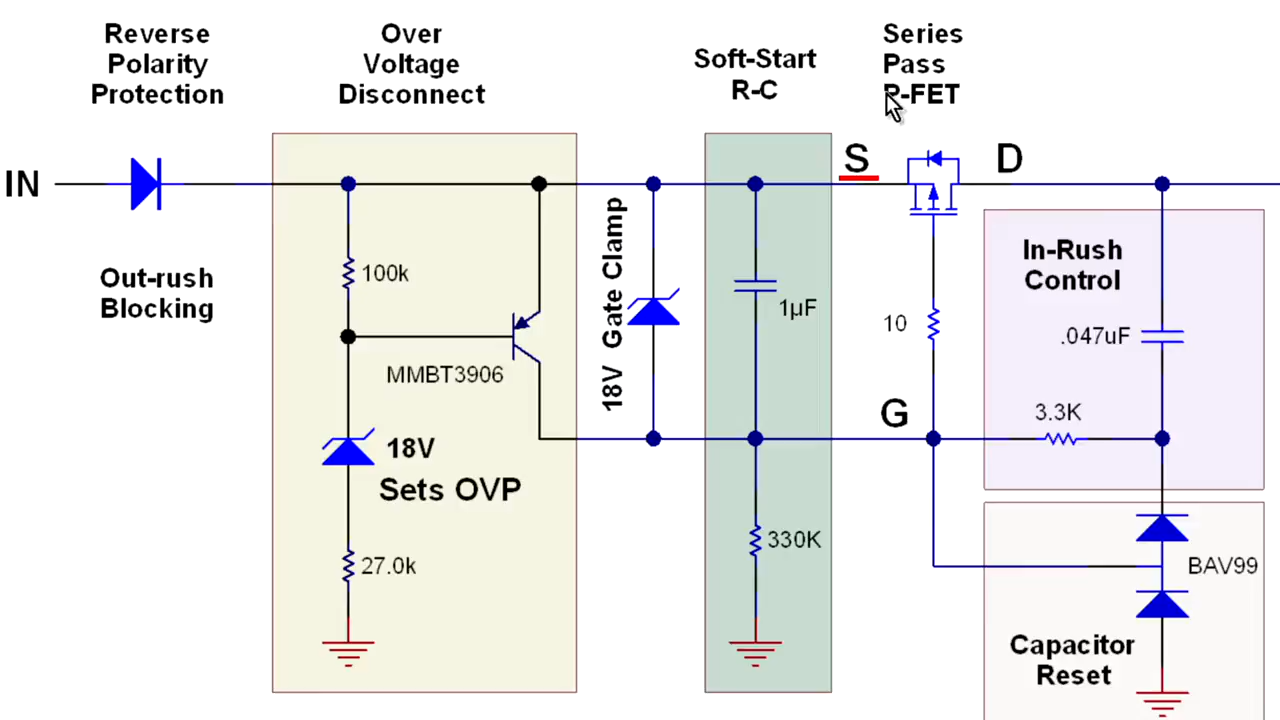 Reverse
Polarity
Protection
Over
Voltage
Disconnect
Soft-Start
R-C
Series
Pass
P-FET
IN
S
D
Out-rush
Blocking
100k
MMBT3906
18V
Sets OVP
27.0k
18V Gate Clamp
1µF
330K
10
G
In-Rush
Control
.047uF
3.3K
BAV99
Capacitor
Reset